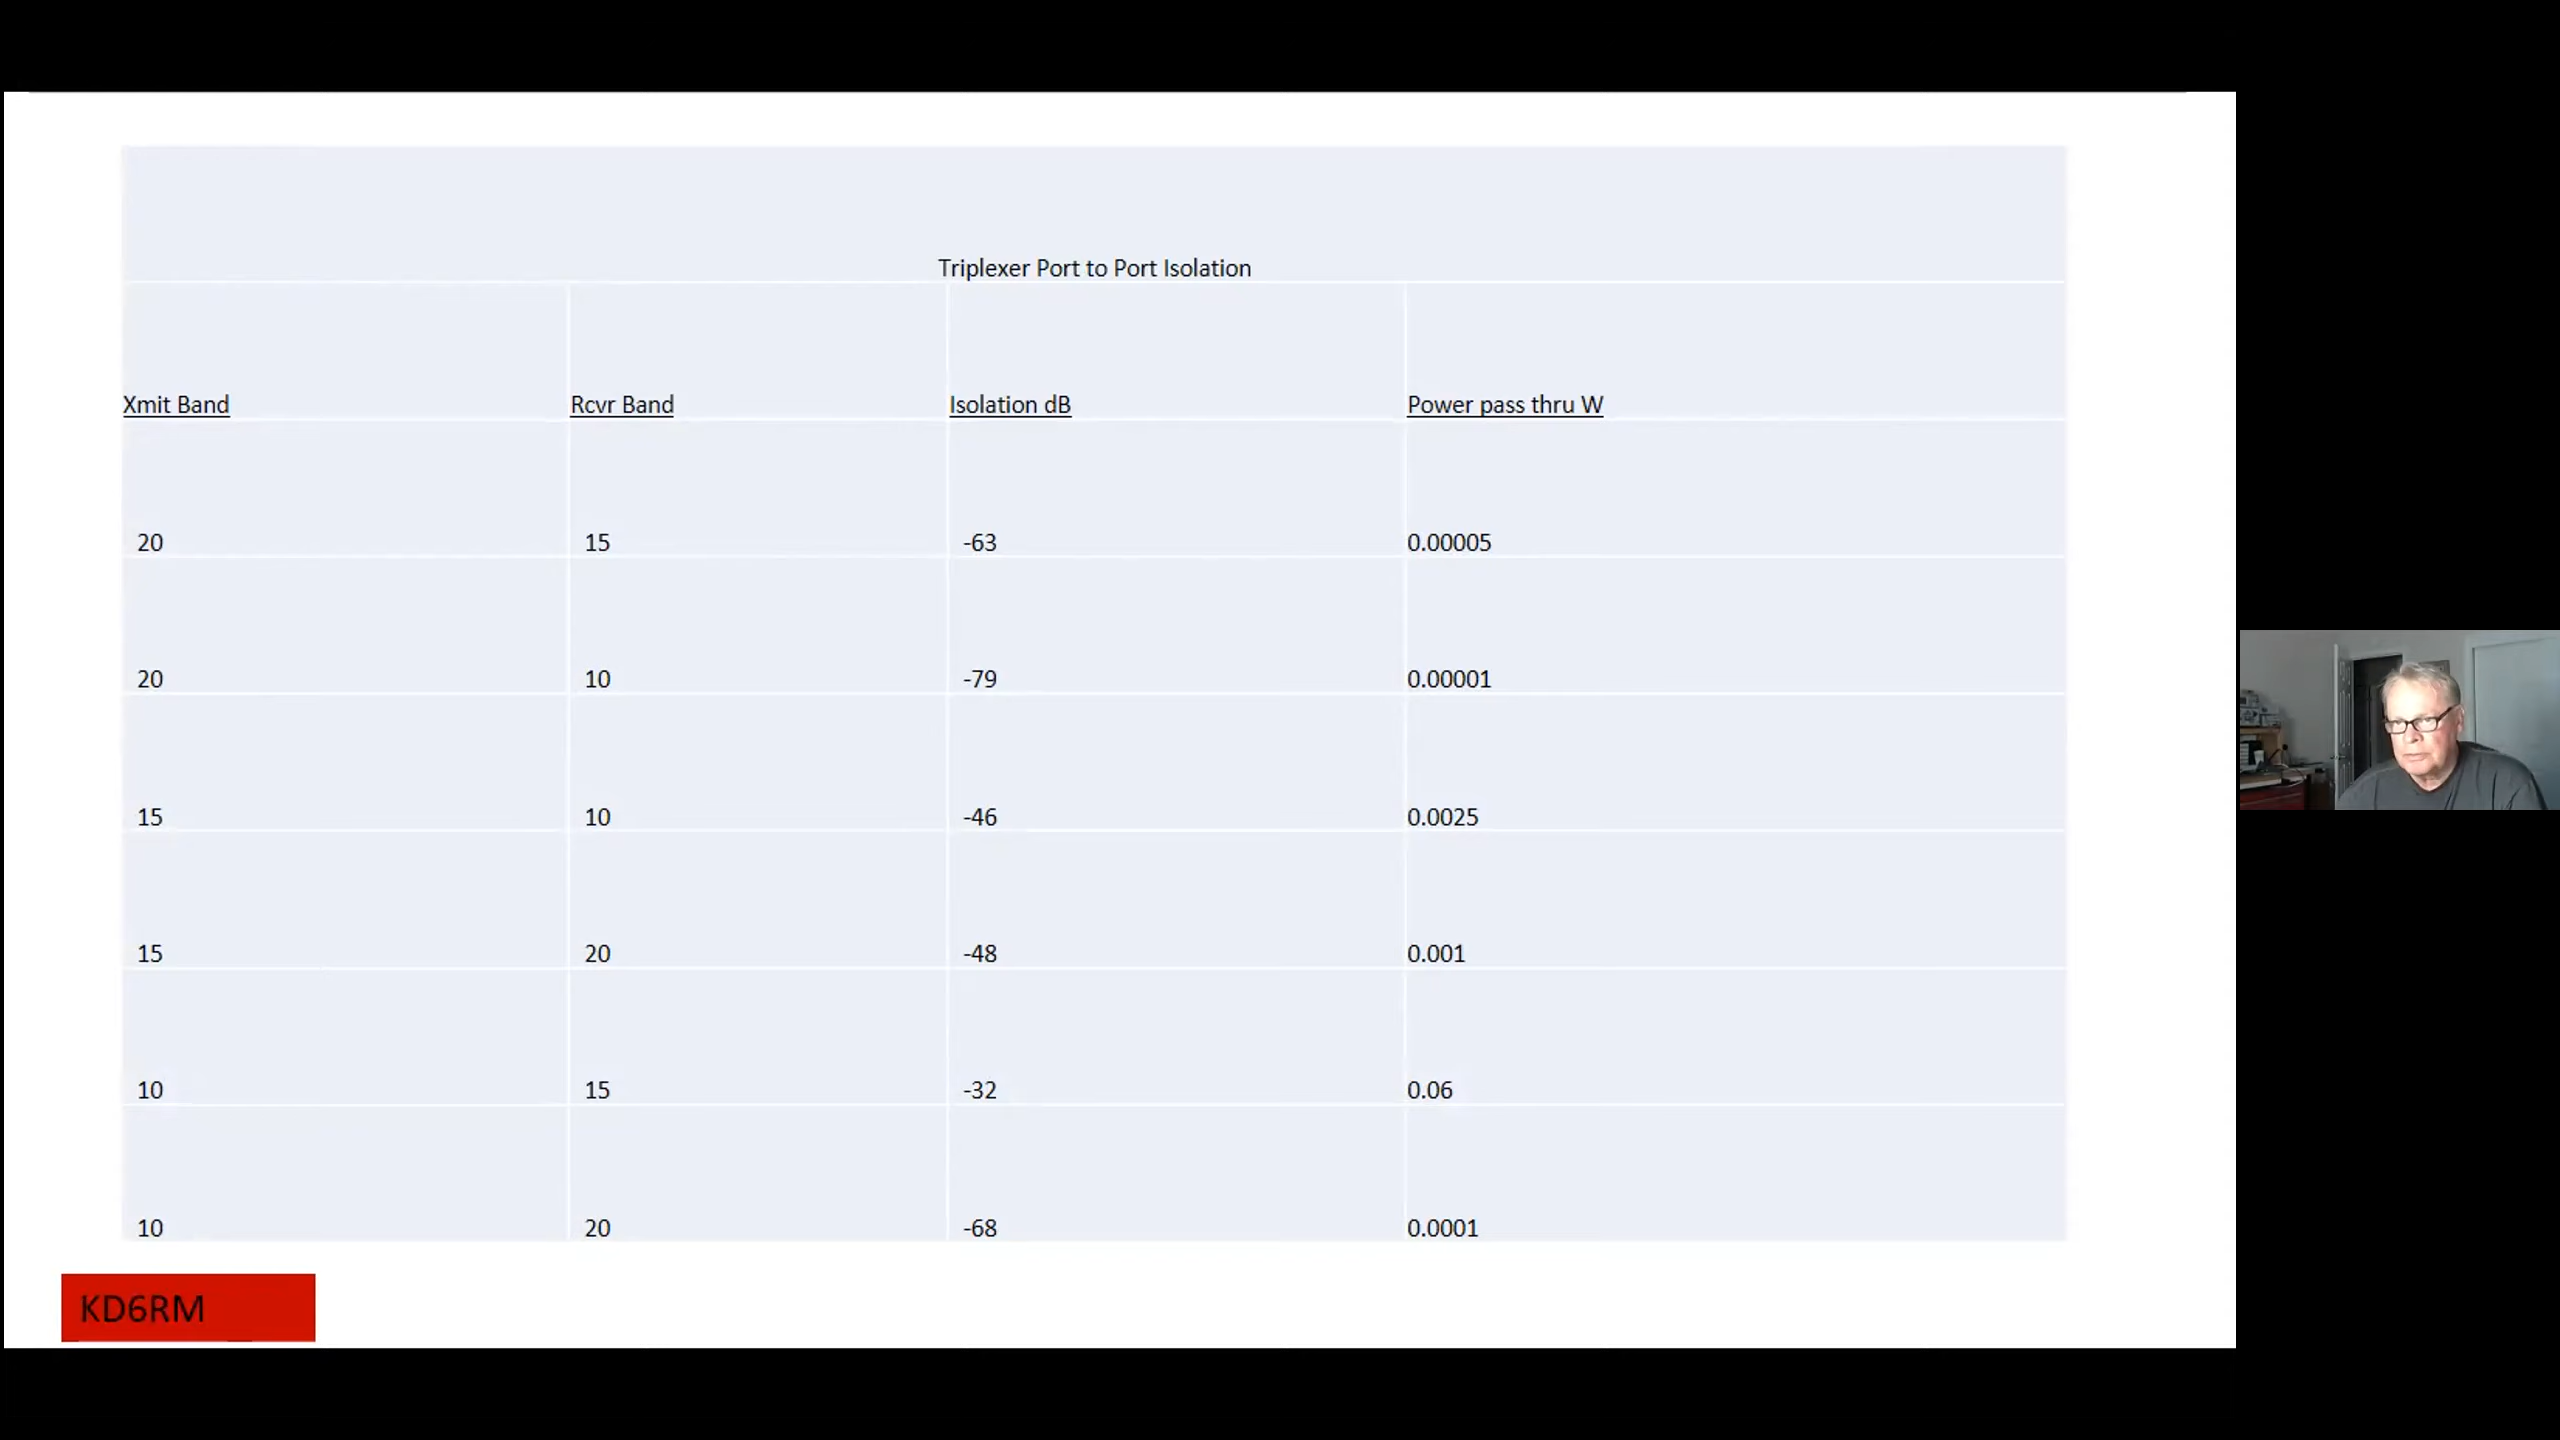 Triplexer Port to Port Isolation
Xmit Band Rcvr Band Isolation dB Power pass thru W
20 15 -63 0.00005
20 10 -79 0.00001
15 10 -46 0.0025
15 20 -48 0.001
10 15 -32 0.06
10 20 -68 0.0001
KD6RM